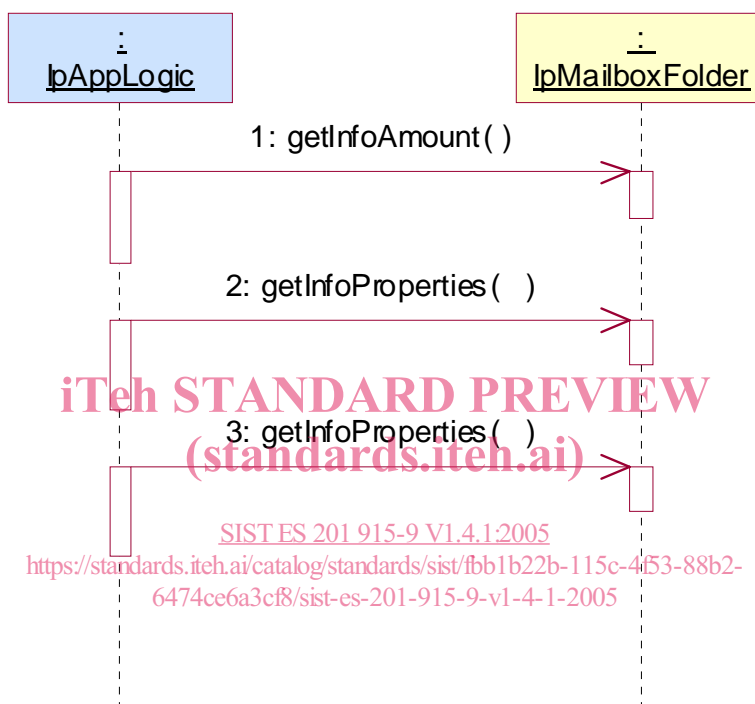 :
IpAppLogic
:
IpMailboxFolder
1: getInfoAmount( )
2: getInfoProperties( )
iTeh STANDARD PREVIEW
3: getInfoProperties( )
(standards.iteh.ai)
SIST ES 201 915-9 V1.4.1:2005
https://standards.iteh.ai/catalog/standards/sist/fbb1b22b-115c-4f53-88b2-
6474ce6a3cf8/sist-es-201-915-9-v1-4-1-2005